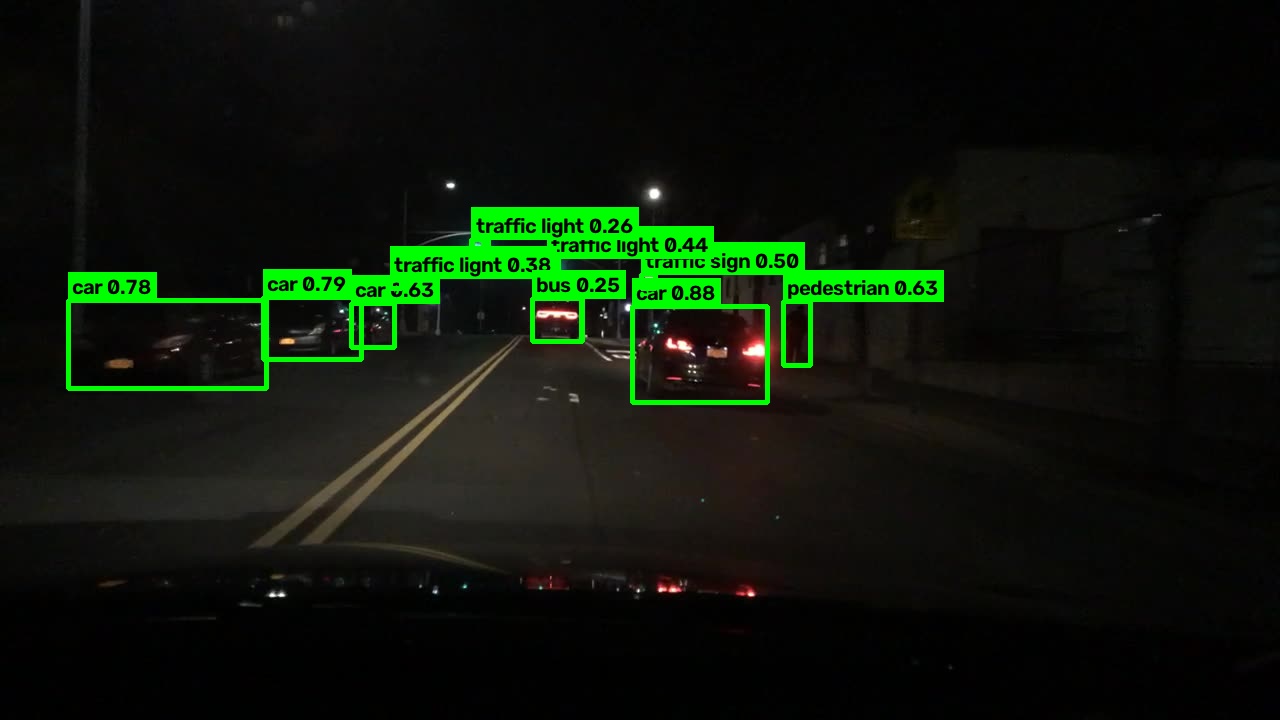 traffic light 0.26
traffic light 0.44
traffic sign 0.50
traffic light 0.38
car 0.78
car 0.79
car 0.63
bus 0.25
car 0.88
pedestrian 0.63